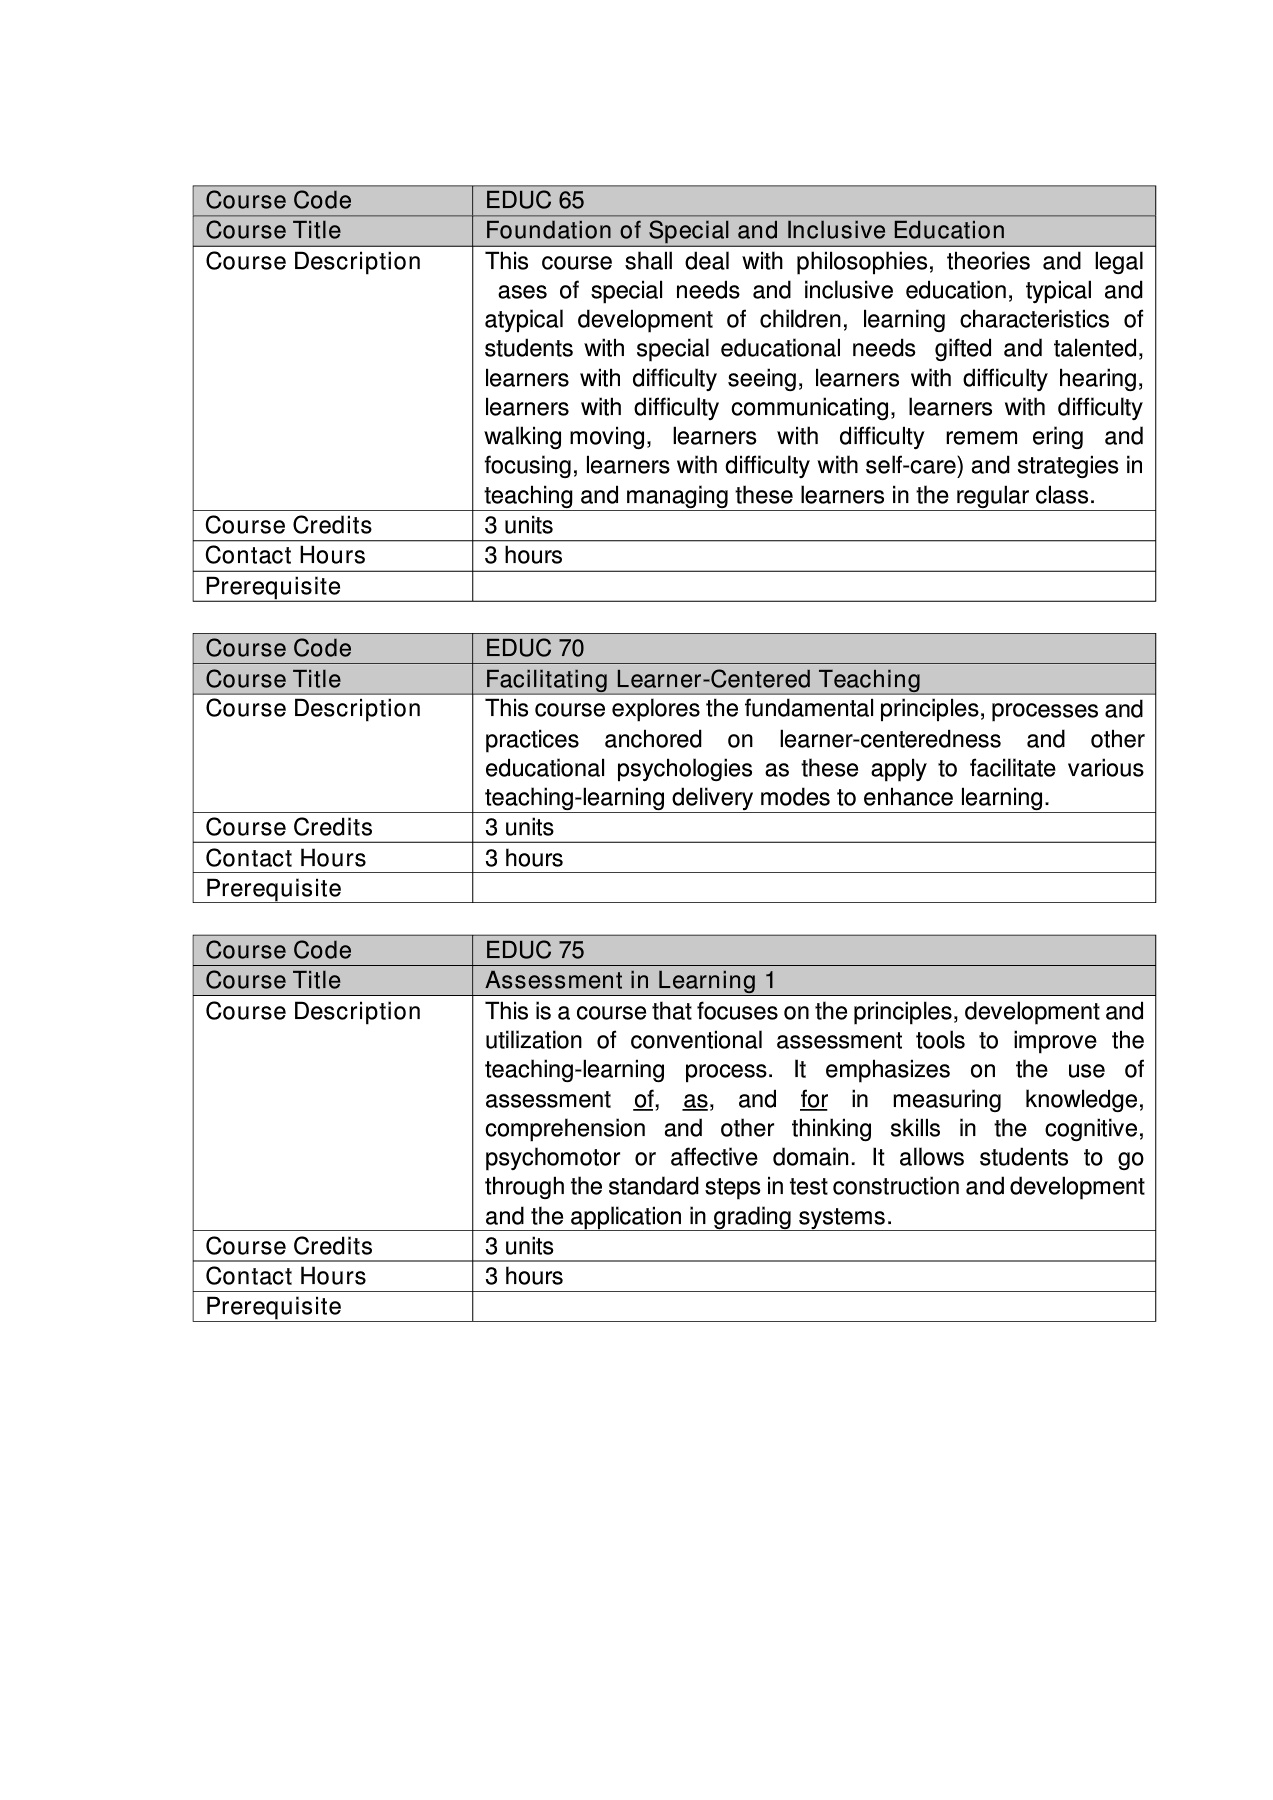 Course Code EDUC 65
Course Title Foundation of Special and Inclusive Education
Course Description This course shall deal with philosophies, theories and legal
ases of special needs and inclusive education, typical and
atypical development of children, learning characteristics of
students with special educational needs gifted and talented,
learners with difficulty seeing, learners with difficulty hearing,
learners with difficulty communicating, learners with difficulty
walking moving, learners with difficulty remem ering and
focusing, learners with difficulty with self-care) and strategies in
teaching and managing these learners in the regular class.
Course Credits 3 units
Contact Hours 3 hours
Prerequisite
Course Code EDUC 70
Course Title Facilitating Learner-Centered Teaching
Course Description This course explores the fundamental principles, processes and
practices anchored on learner-centeredness and other
educational psychologies as these apply to facilitate various
teaching-learning delivery modes to enhance learning.
Course Credits 3 units
Contact Hours 3 hours
Prerequisite
Course Code EDUC 75
Course Title Assessment in Learning 1
Course Description This is a course that focuses on the principles, development and
utilization of conventional assessment tools to improve the
teaching-learning process. It emphasizes on the use of
assessment of, as, and for in measuring knowledge,
comprehension and other thinking skills in the cognitive,
psychomotor or affective domain. It allows students to go
through the standard steps in test construction and development
and the application in grading systems.
Course Credits 3 units
Contact Hours 3 hours
Prerequisite